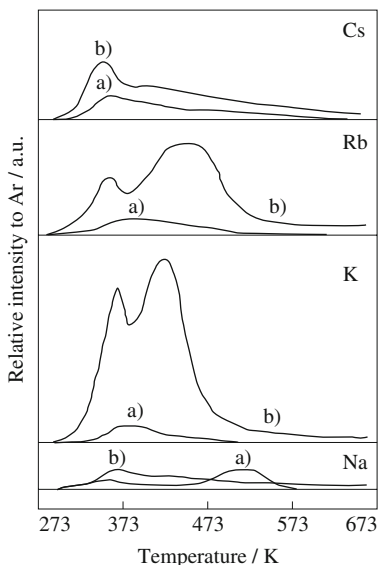 Cs
b)
a)
Rb
a)
b)
K
a)
b)
Na
b)
a)
273
373
473
573
673
Temperature / K
Relative intensity to Ar / a.u.